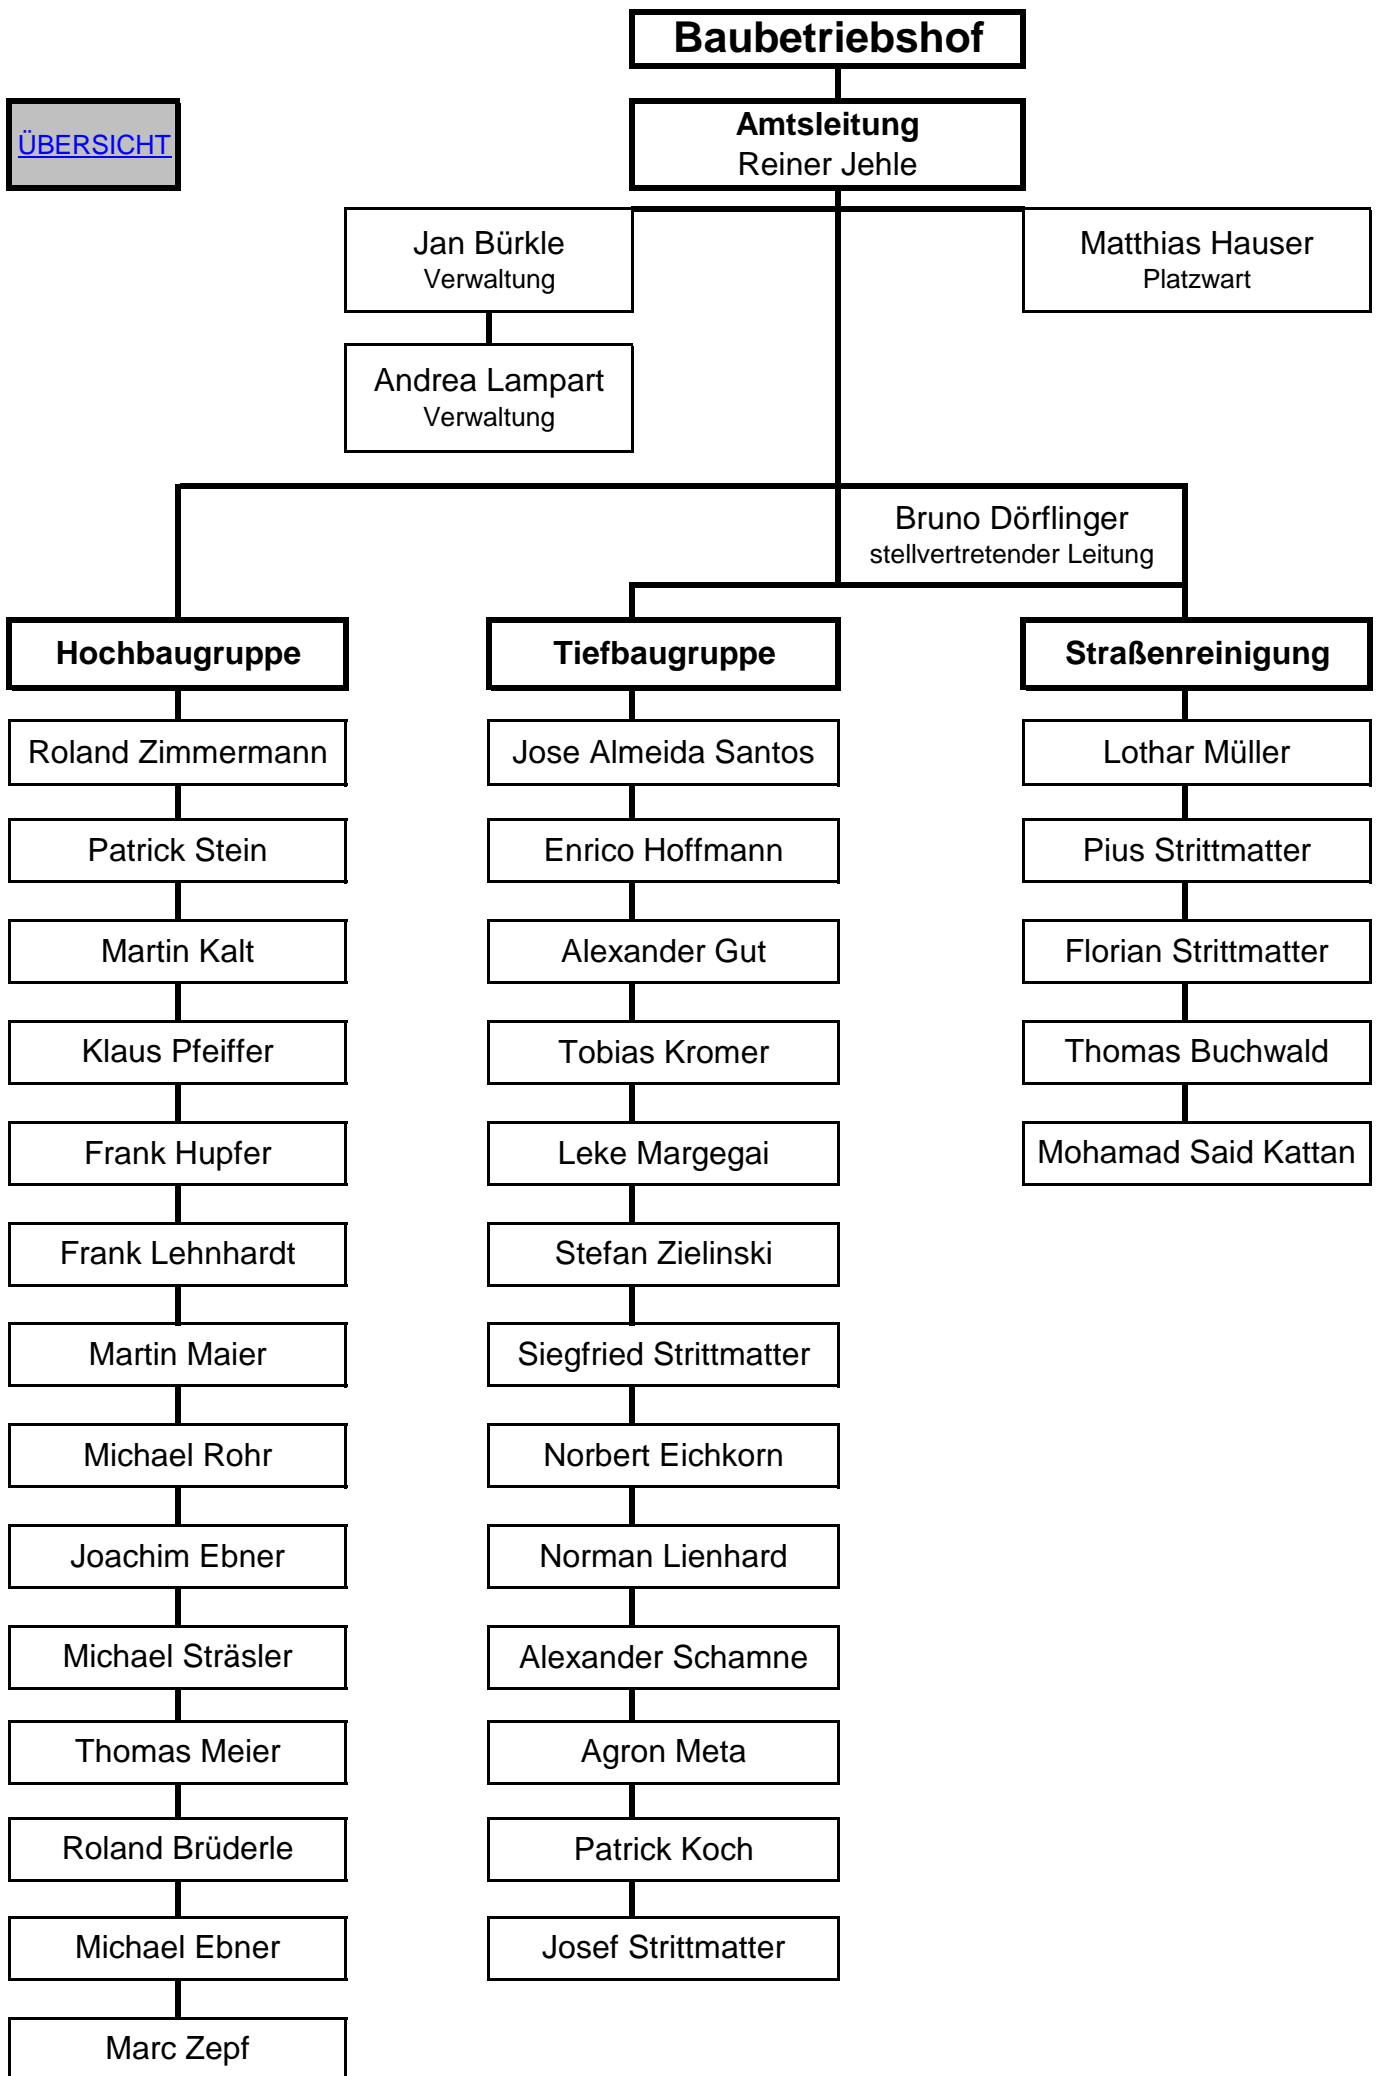 Baubetriebshof
ÜBERSICHT
Amtsleitung
Reiner Jehle
Jan Bürkle
Verwaltung
Matthias Hauser
Platzwart
Andrea Lampart
Verwaltung
Bruno Dörflinger
stellvertretender Leitung
Hochbaugruppe
Roland Zimmermann
Patrick Stein
Martin Kalt
Klaus Pfeiffer
Frank Hupfer
Frank Lehnhardt
Martin Maier
Michael Rohr
Joachim Ebner
Michael Sträsler
Thomas Meier
Roland Brüderle
Michael Ebner
Marc Zepf
Tiefbaugruppe
Jose Almeida Santos
Enrico Hoffmann
Alexander Gut
Tobias Kromer
Leke Margegai
Stefan Zielinski
Siegfried Strittmatter
Norbert Eichkorn
Norman Lienhard
Alexander Schamne
Agron Meta
Patrick Koch
Josef Strittmatter
Straßenreinigung
Lothar Müller
Pius Strittmatter
Florian Strittmatter
Thomas Buchwald
Mohamad Said Kattan